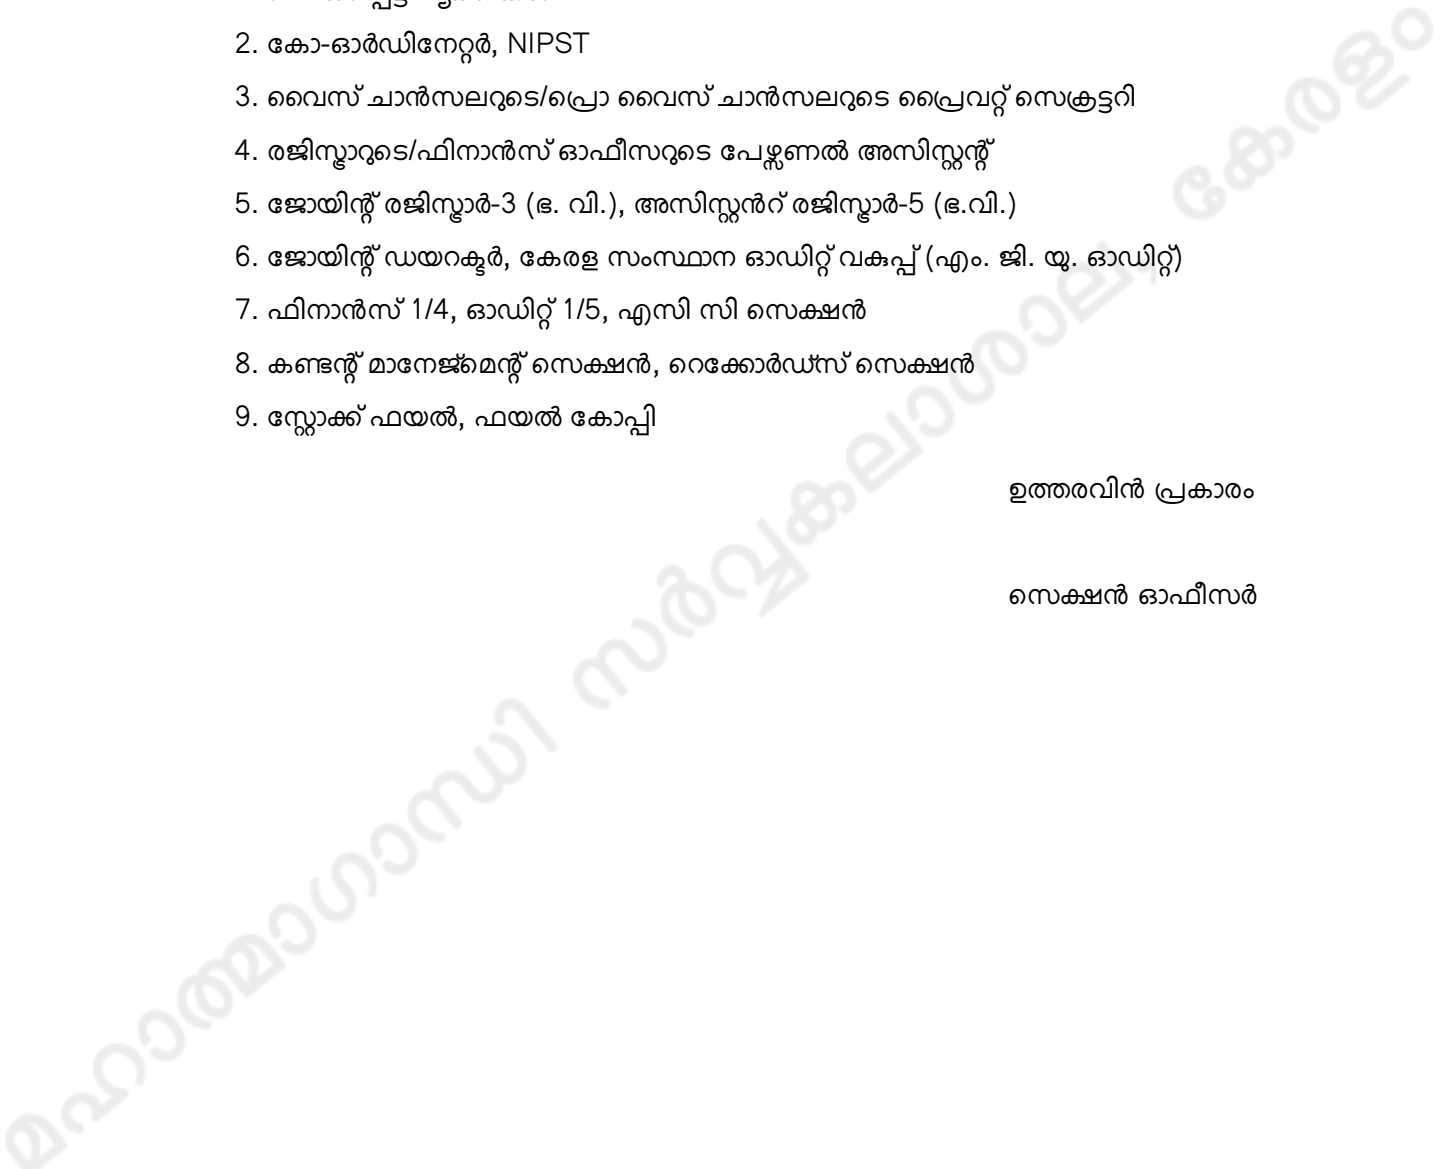 2. കോ-ഓർഡിനേറ്റർ, NIPST
3. വൈസ് ചാൻസലറുടെ/പ്രൊ വൈസ് ചാൻസലറുടെ പ്രൈവറ്റ് സെക്രട്ടറി
4. രജിസ്ട്രാറുടെ/ഫിനാൻസ് ഓഫീസറുടെ പേഴ്സണൽ അസിസ്റ്റന്റ്
5. ജോയിന്റ് രജിസ്ട്രാർ-3 (ഭ. വി.), അസിസ്റ്റൻറ് രജിസ്ട്രാർ-5 (ഭ.വി.)
6. ജോയിന്റ് ഡയറക്ടർ, കേരള സംസ്ഥാന ഓഡിറ്റ് വകുപ്പ് (എം. ജി. യു. ഓഡിറ്റ്)
7. ഫിനാൻസ് 1/4, ഓഡിറ്റ് 1/5, എസി സി സെക്ഷൻ
8. കണ്ടന്റ് മാനേജ്മെന്റ് സെക്ഷൻ, റെക്കോർഡ്സ് സെക്ഷൻ
9. സ്റ്റോക്ക് ഫയൽ, ഫയൽ കോപ്പി
ഉത്തരവിൻ പ്രകാരം
സെക്ഷൻ ഓഫീസർ
മഹാത്മാഗാന്ധി സർവ്വകലാശാല, കേരളം